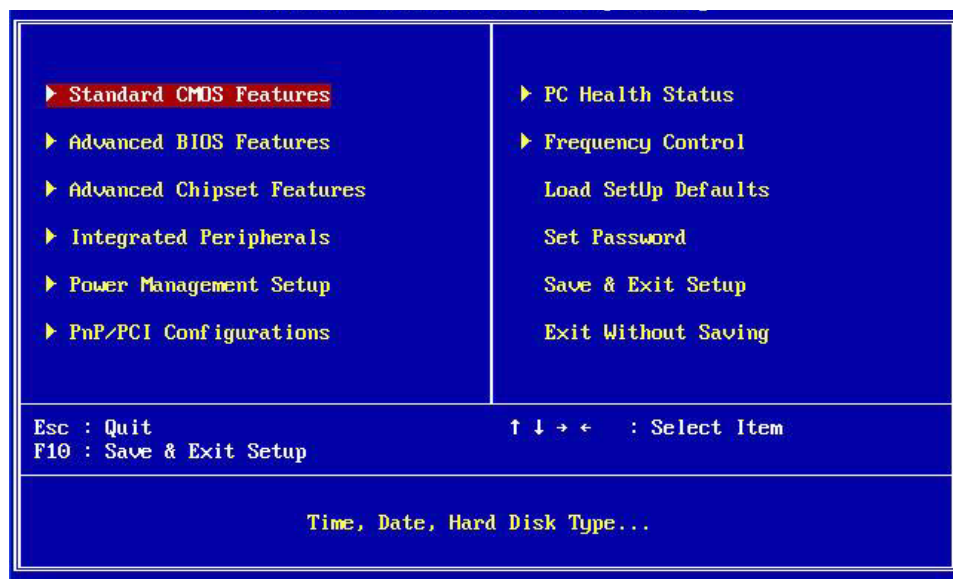 Standard CMOS Features
Advanced BIOS Features
Advanced Chipset Features
Integrated Peripherals
Power Management Setup
PnP/PCI Configurations
PC Health Status
Frequency Control
Load SetUp Defaults
Set Password
Save & Exit Setup
Exit Without Saving
Esc : Quit
F10 : Save & Exit Setup
↑ ↓ → ← : Select Item
Time, Date, Hard Disk Type...